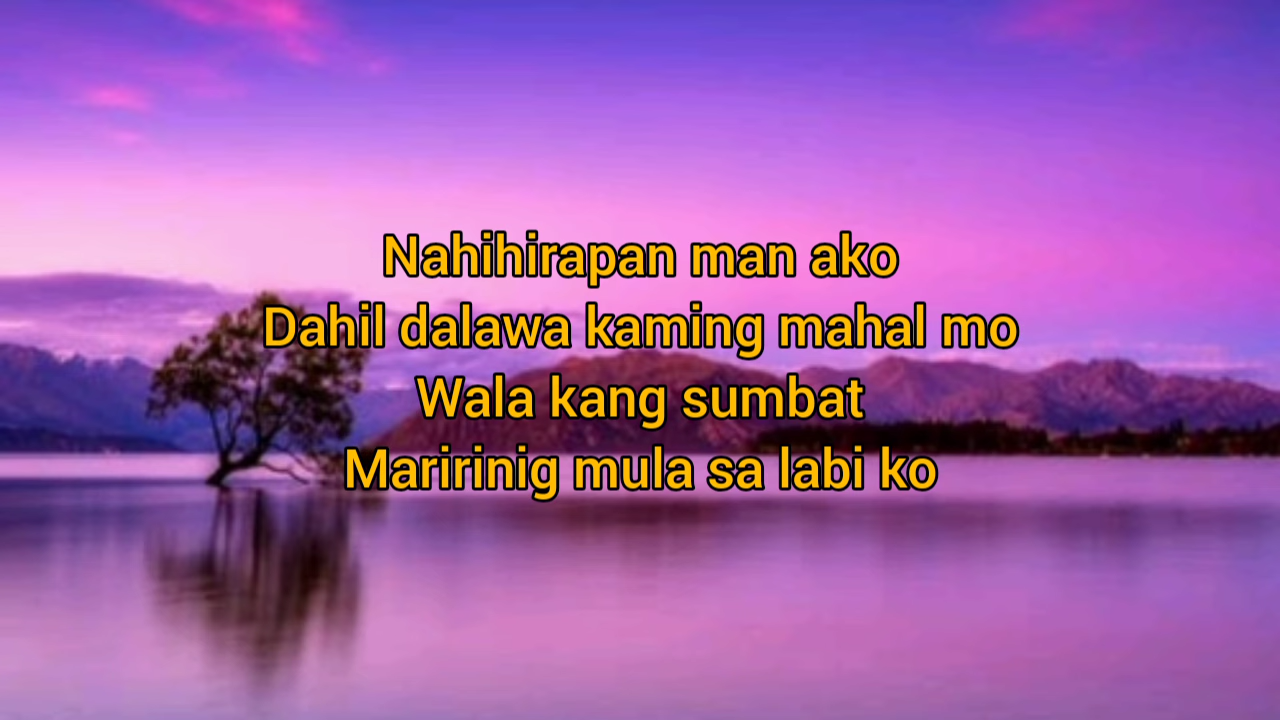 Nahihirapan man ako
Dahil dalawa kaming mahal mo
Wala kang sumbat
Maririnig mula sa labi ko